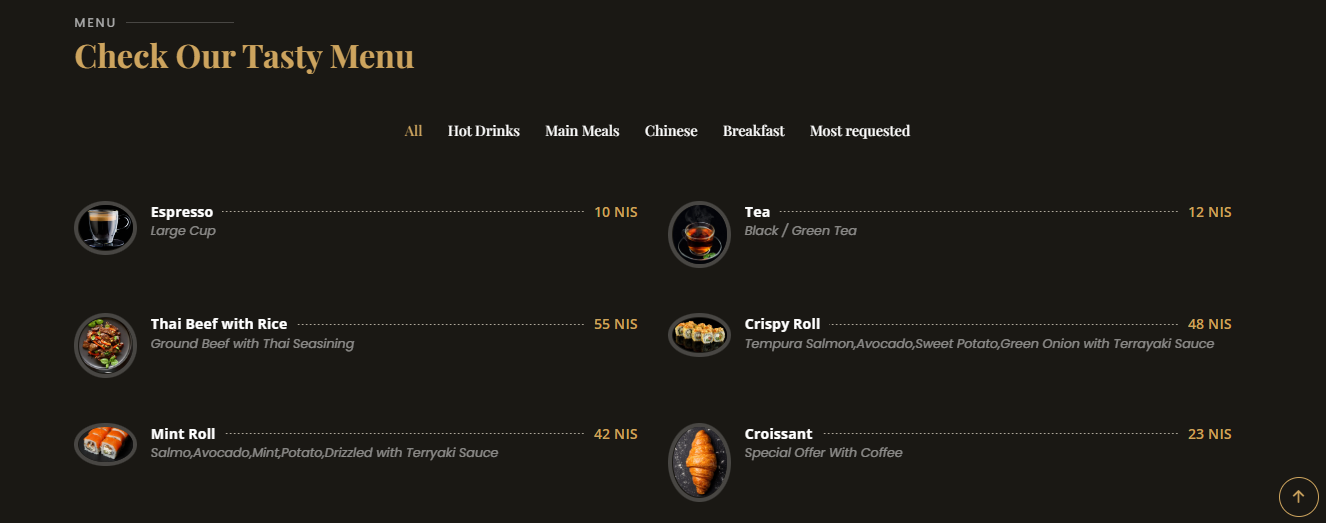 MENU
Check Our Tasty Menu
All Hot Drinks Main Meals Chinese Breakfast Most requested
Espresso 10 NIS
Large Cup
Tea 12 NIS
Black / Green Tea
Thai Beef with Rice 55 NIS
Ground Beef with Thai Seasining
Crispy Roll 48 NIS
Tempura Salmon,Avocado,Sweet Potato,Green Onion with Terrayaki Sauce
Mint Roll 42 NIS
Salmo,Avocado,Mint,Potato,Drizzled with Terryaki Sauce
Croissant 23 NIS
Special Offer With Coffee